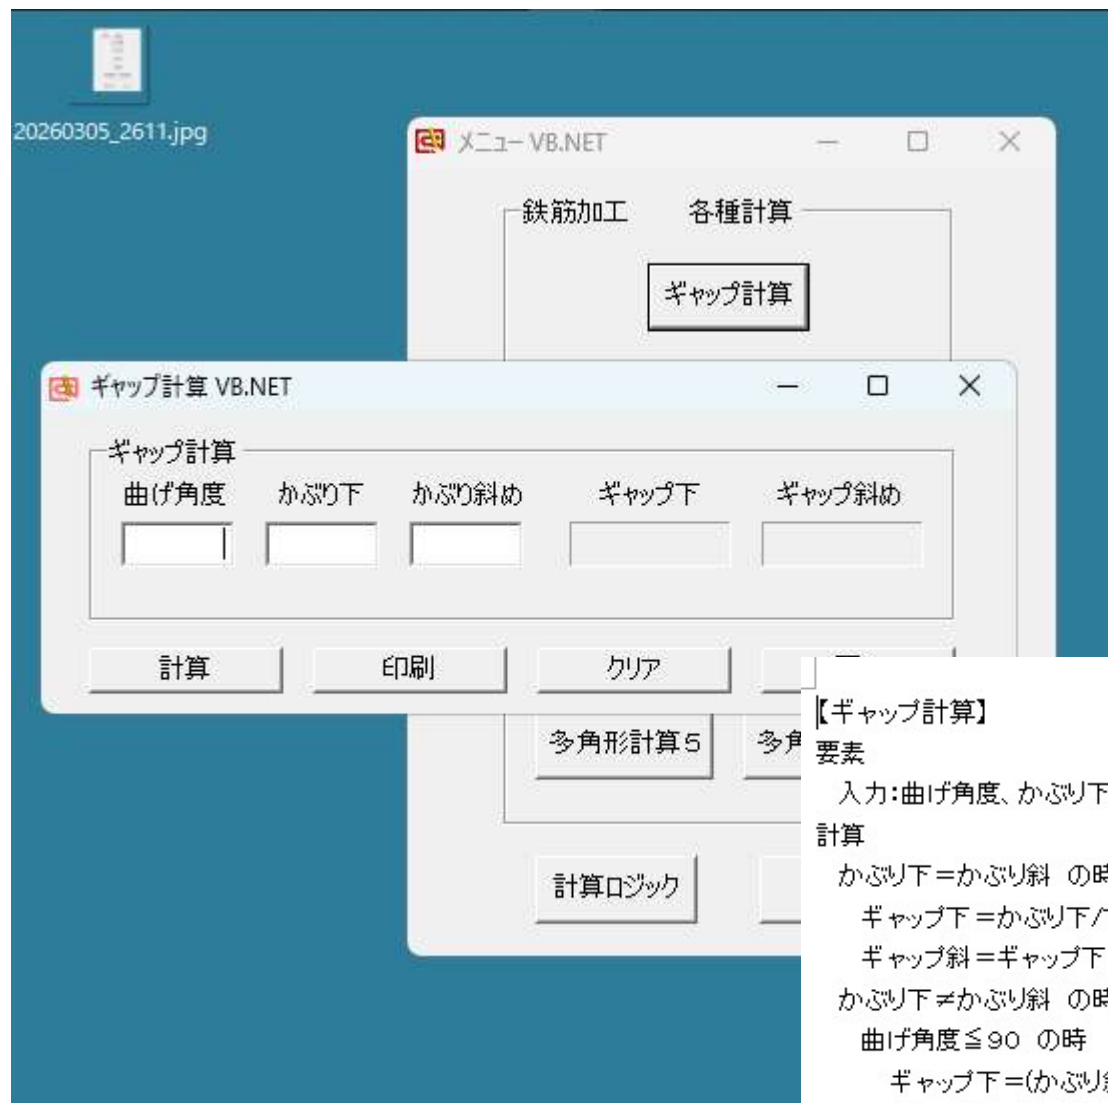 20260305_2611.jpg
メニュー VB.NET
鉄筋加工 各種計算
ギャップ計算
ギャップ計算 VB.NET
ギャップ計算
曲げ角度 かぶり下 かぶり斜め ギャップ下 ギャップ斜め
計算 印刷 クリア
多角形計算5 多角
計算ロジック
【ギャップ計算】
要素
入力:曲げ角度、かぶり下
計算
かぶり下=かぶり斜 の時
ギャップ下=かぶり下/
ギャップ斜=ギャップ下
かぶり下≠かぶり斜 の時
曲げ角度≦90 の時
ギャップ下=(かぶり